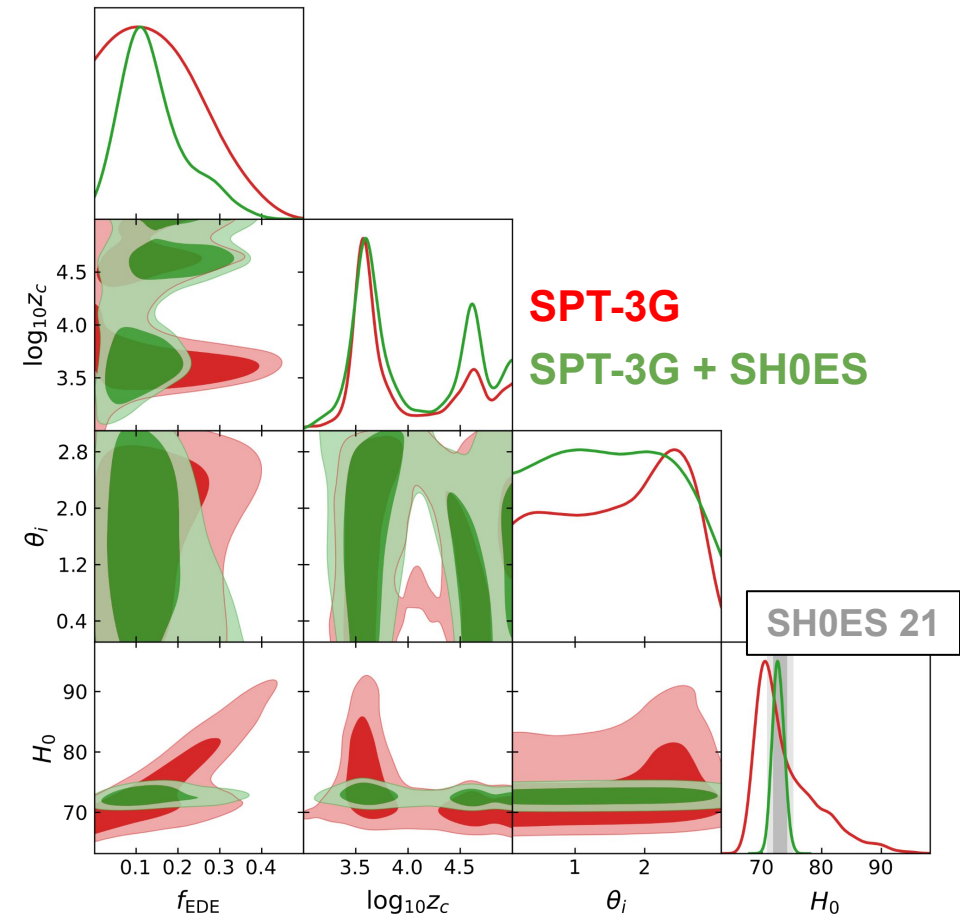 4.5
4.0
3.5
log₁₀z_c
SPT-3G
SPT-3G + SH0ES
2.8
2.0
1.2
0.4
θ_i
SH0ES 21
90
80
70
H₀
0.1 0.2 0.3 0.4
3.5 4.0 4.5
1 2
70 80 90
f_EDE
log₁₀z_c
θ_i
H₀